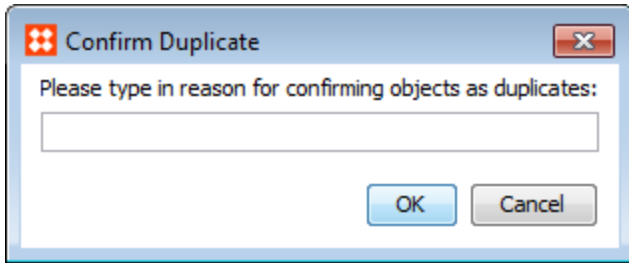 Confirm Duplicate
Please type in reason for confirming objects as duplicates:
OK Cancel